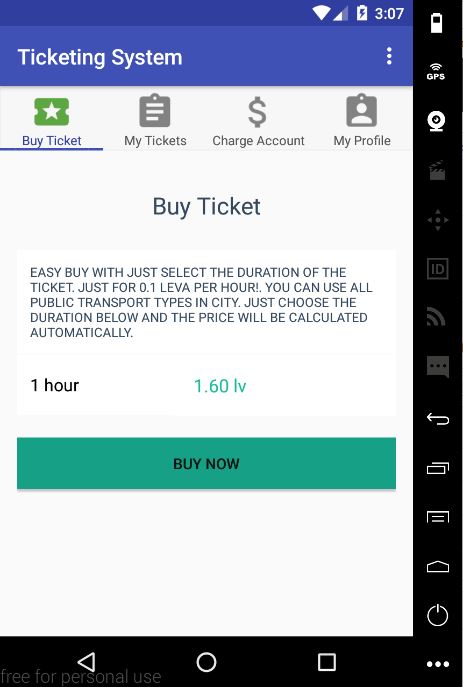 3:07
Ticketing System
GPS
Buy Ticket
My Tickets
Charge Account
My Profile
Buy Ticket
EASY BUY WITH JUST SELECT THE DURATION OF THE
TICKET. JUST FOR 0.1 LEVA PER HOUR!. YOU CAN USE ALL
PUBLIC TRANSPORT TYPES IN CITY. JUST CHOOSE THE
DURATION BELOW AND THE PRICE WILL BE CALCULATED
AUTOMATICALLY.
ID
1 hour 1.60 lv
BUY NOW
free for personal use